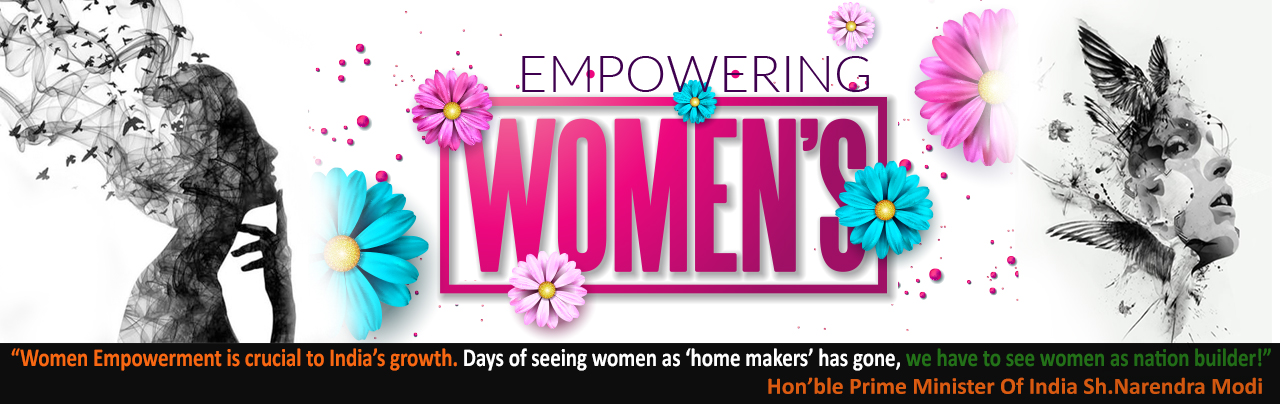 EMPOWERING
WOMEN’S
“Women Empowerment is crucial to India’s growth. Days of seeing women as ‘home makers’ has gone, we have to see women as nation builder!”
Hon’ble Prime Minister Of India Sh.Narendra Modi